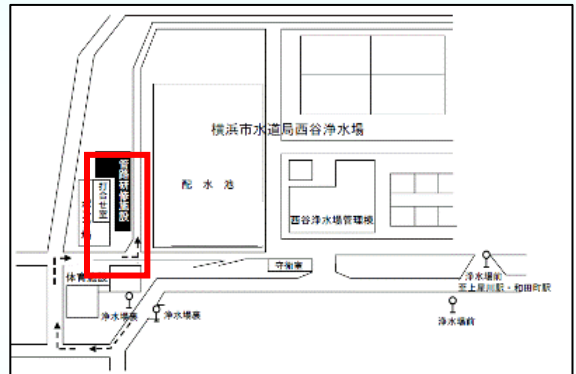 横浜市水道局西谷浄水場
管路研修施設
打合せ室
配水池
西谷浄水場管理棟
守衛室
体育施設
浄水場前
至上星川駅・和田町駅
浄水場裏
浄水場裏
浄水場前